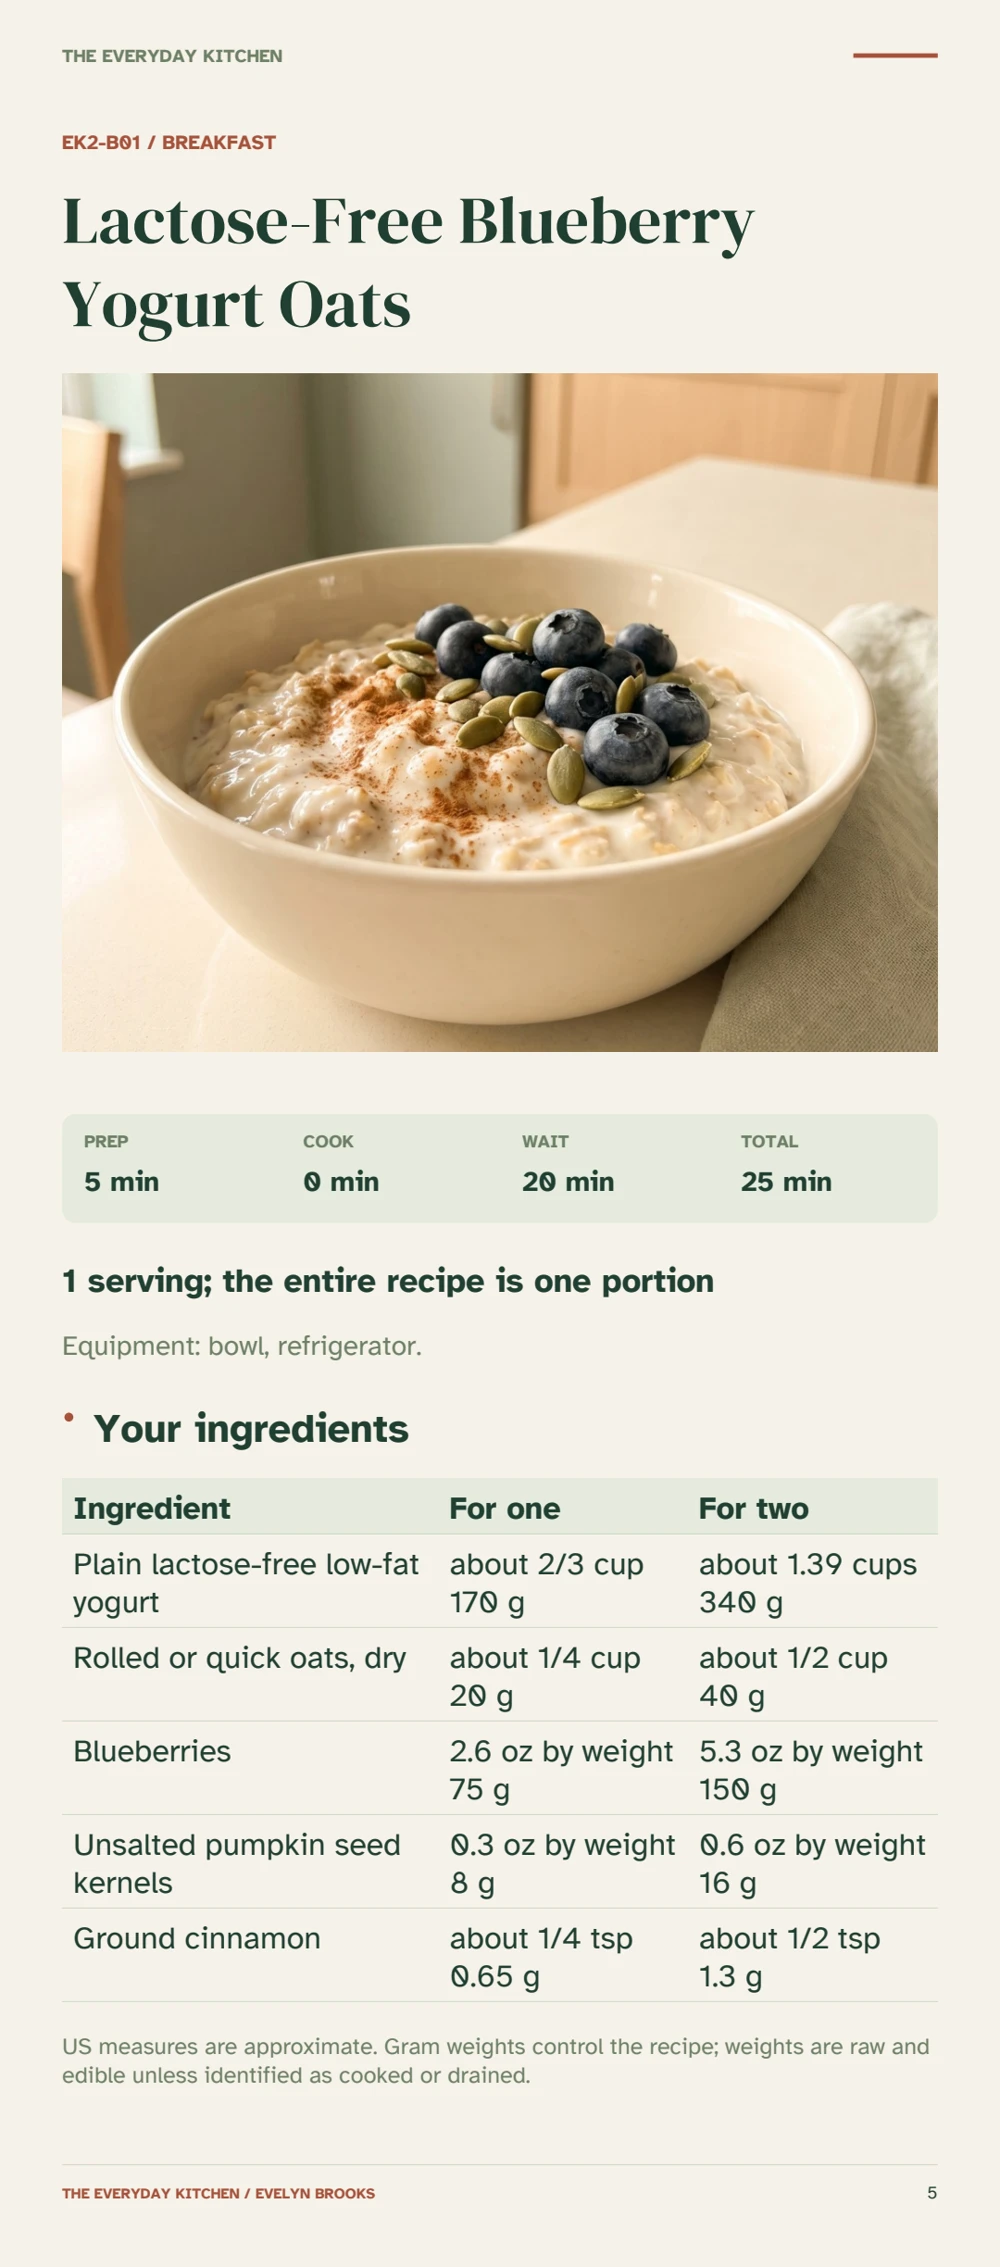 THE EVERYDAY KITCHEN
EK2-B01 / BREAKFAST
Lactose-Free Blueberry
Yogurt Oats
PREP COOK WAIT TOTAL
5 min 0 min 20 min 25 min
1 serving; the entire recipe is one portion
Equipment: bowl, refrigerator.
• Your ingredients
Ingredient For one For two
Plain lactose-free low-fat about 2/3 cup about 1.39 cups
yogurt 170 g 340 g
Rolled or quick oats, dry about 1/4 cup about 1/2 cup
20 g 40 g
Blueberries 2.6 oz by weight 5.3 oz by weight
75 g 150 g
Unsalted pumpkin seed 0.3 oz by weight 0.6 oz by weight
kernels 8 g 16 g
Ground cinnamon about 1/4 tsp about 1/2 tsp
0.65 g 1.3 g
US measures are approximate. Gram weights control the recipe; weights are raw and
edible unless identified as cooked or drained.
THE EVERYDAY KITCHEN / EVELYN BROOKS 5